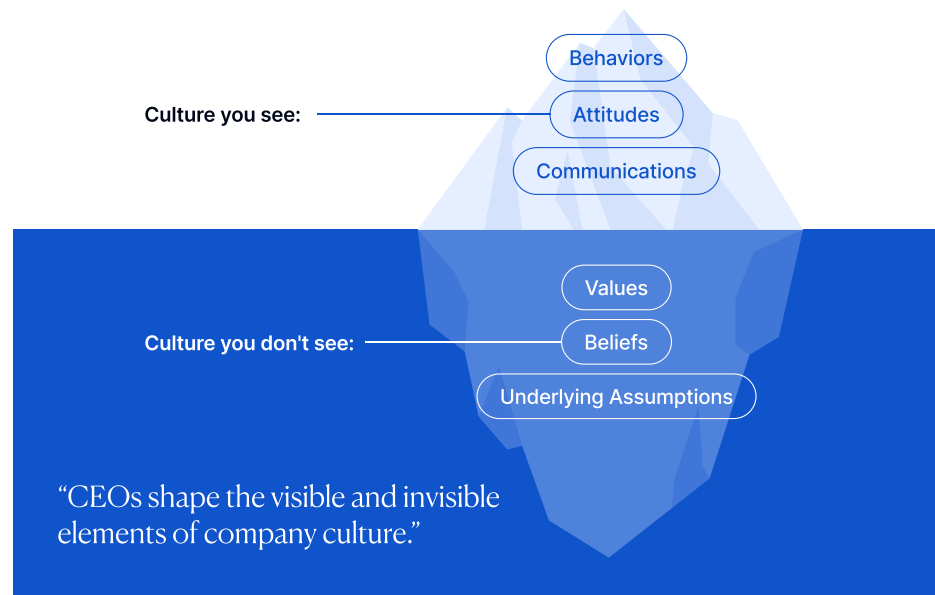 Behaviors
Culture you see:
Attitudes
Communications
Values
Culture you don't see:
Beliefs
Underlying Assumptions
“CEOs shape the visible and invisible
elements of company culture.”